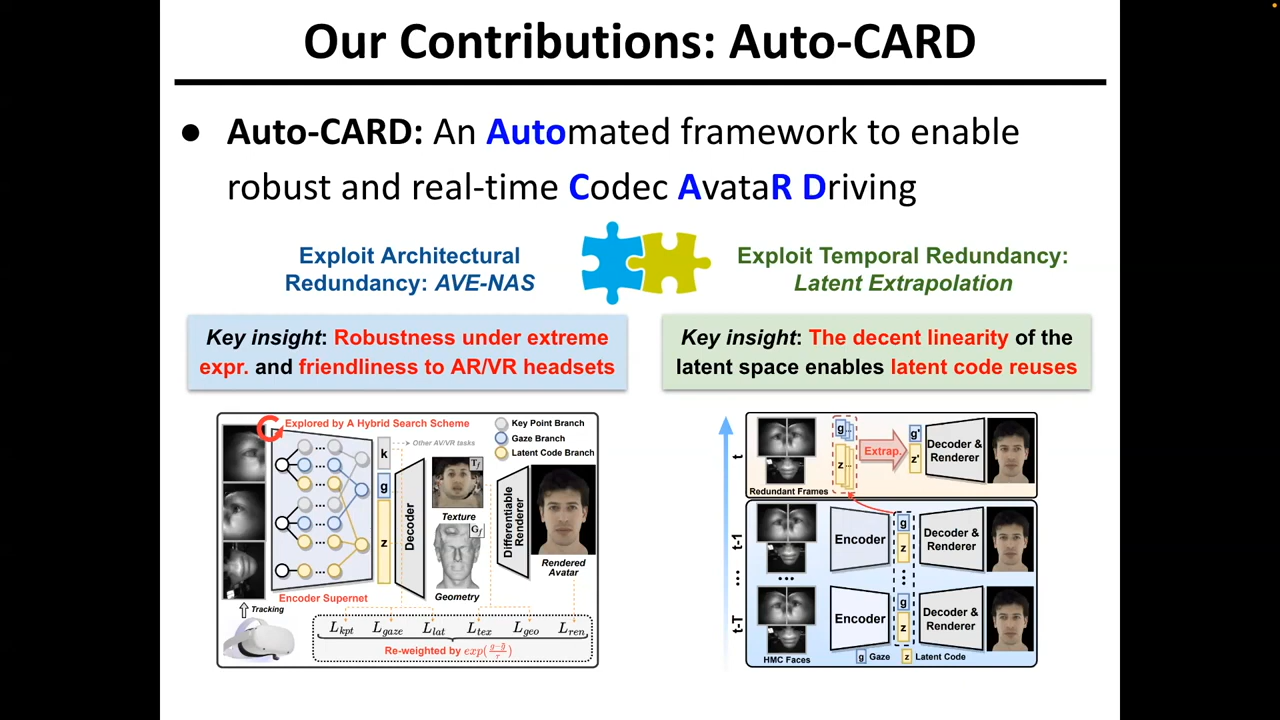 Our Contributions: Auto-CARD
● Auto-CARD: An Automated framework to enable
robust and real-time Codec AvataR Driving
Exploit Architectural
Redundancy: AVE-NAS
Exploit Temporal Redundancy:
Latent Extrapolation
Key insight: Robustness under extreme
expr. and friendliness to AR/VR headsets
Key insight: The decent linearity of the
latent space enables latent code reuses
Explored by A Hybrid Search Scheme
Key Point Branch
Gaze Branch
Latent Code Branch
Other AV/VR tasks
k
g
z
Decoder
T_f
Texture
G_f
Geometry
Differentiable
Renderer
Rendered
Avatar
Encoder Supernet
Tracking
L_kpt L_gaze L_lat L_tex L_geo L_ren
t
Redundant Frames
g
z
Extrap.
g'
z'
Decoder &
Renderer
t-1
Encoder
g
z
Decoder &
Renderer
t-T
Encoder
g
z
Decoder &
Renderer
HMC Faces
g Gaze
z Latent Code
Re-weighted by